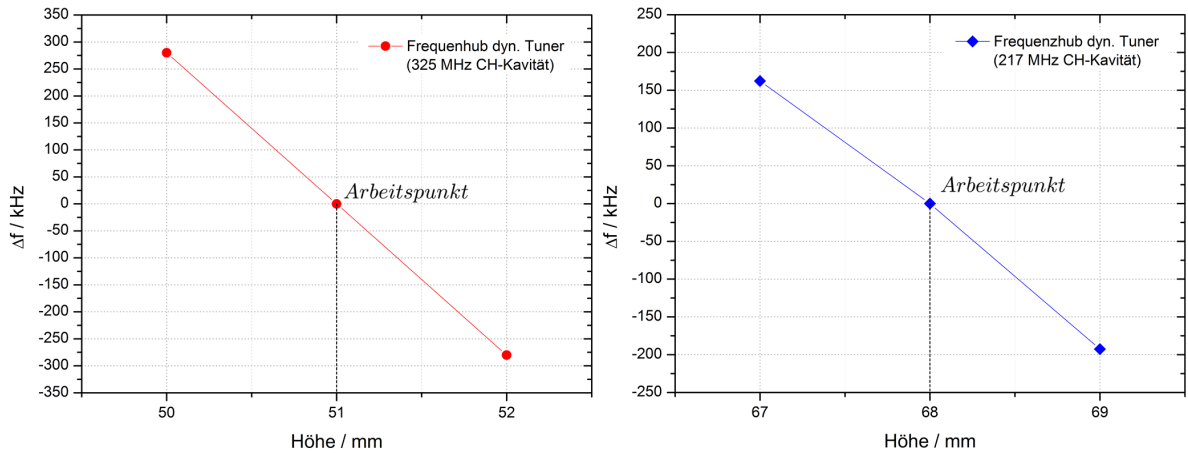 350
300
250
200
150
100
50
0
-50
-100
-150
-200
-250
-300
-350
Δf / kHz
Frequenhub dyn. Tuner
(325 MHz CH-Kavität)
Arbeitspunkt
50 51 52
Höhe / mm
250
200
150
100
50
0
-50
-100
-150
-200
-250
Δf / kHz
Frequenzhub dyn. Tuner
(217 MHz CH-Kavität)
Arbeitspunkt
67 68 69
Höhe / mm